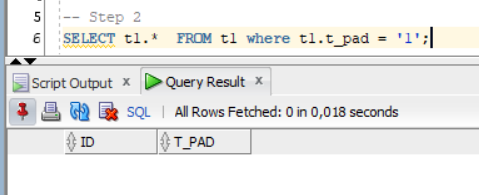 5 -- Step 2
6 SELECT t1.* FROM t1 where t1.t_pad = '1';
Script Output x Query Result x
SQL | All Rows Fetched: 0 in 0,018 seconds
ID T_PAD